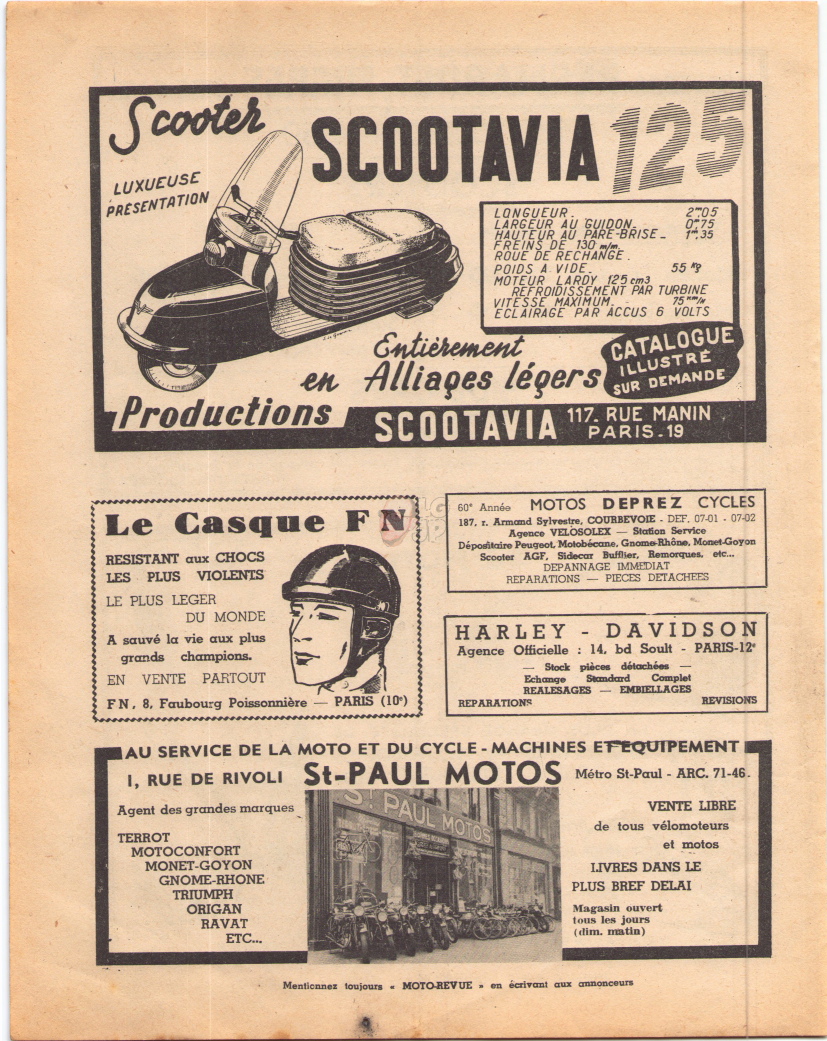 Scooter
SCOOTAVIA 125
LUXUEUSE
PRÉSENTATION
LONGUEUR. 2m05
LARGEUR AU GUIDON. 0m75
HAUTEUR AU PARE-BRISE_ 1m.35
FREINS DE 130 m/m.
ROUE DE RECHANGE.
POIDS A VIDE. 55 Kg
MOTEUR LARDY 125 cm3
REFROIDISSEMENT PAR TURBINE
VITESSE MAXIMUM. 75 km/h
ECLAIRAGE PAR ACCUS 6 VOLTS
Entièrement
en Alliages légers
CATALOGUE
ILLUSTRÉ
SUR DEMANDE
Productions
SCOOTAVIA 117. RUE MANIN
PARIS_19
Le Casque FN
RESISTANT aux CHOCS
LES PLUS VIOLENTS
LE PLUS LEGER
DU MONDE
A sauvé la vie aux plus
grands champions.
EN VENTE PARTOUT
FN, 8, Faubourg Poissonnière — PARIS (10e)
60e Année MOTOS DEPREZ CYCLES
187, r. Armand Sylvestre, COURBEVOIE - DEF. 07-01 - 07-02
Agence VELOSOLEX — Station Service
Dépositaire Peugeot, Motobécane, Gnome-Rhône, Monet-Goyon
Scooter AGF, Sidecar Bufflier, Remorques, etc...
DEPANNAGE IMMEDIAT
REPARATIONS — PIECES DETACHEES
HARLEY - DAVIDSON
Agence Officielle : 14, bd Soult - PARIS-12e
— Stock pièces détachées —
Echange Standard Complet
REALESAGES — EMBIELLAGES
REPARATIONS REVISIONS
AU SERVICE DE LA MOTO ET DU CYCLE - MACHINES ET EQUIPEMENT
1, RUE DE RIVOLI St-PAUL MOTOS Métro St-Paul - ARC. 71-46.
Agent des grandes marques
TERROT
MOTOCONFORT
MONET-GOYON
GNOME-RHONE
TRIUMPH
ORIGAN
RAVAT
ETC...
ST PAUL MOTOS
VENTE LIBRE
de tous vélomoteurs
et motos
LIVRES DANS LE
PLUS BREF DELAI
Magasin ouvert
tous les jours
(dim. matin)
Mentionnez toujours « MOTO-REVUE » en écrivant aux annonceurs